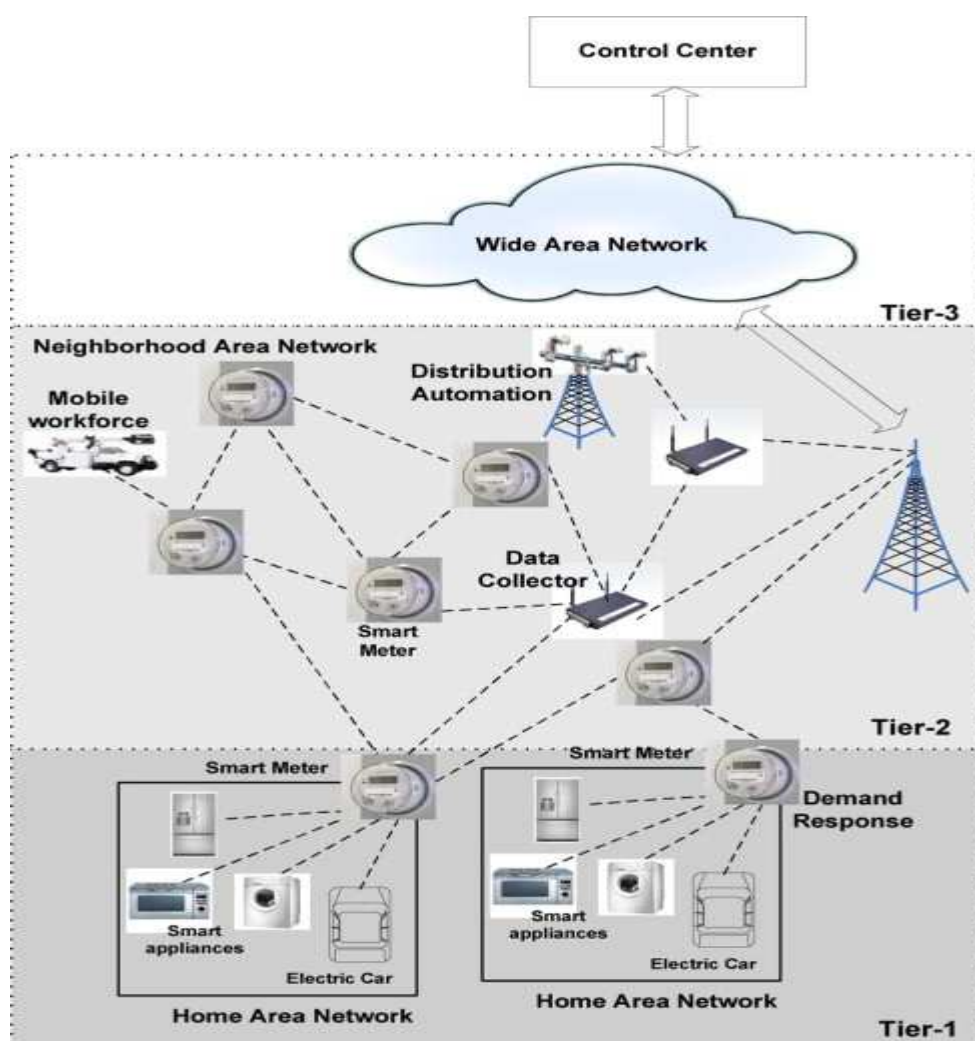 Control Center
Wide Area Network
Tier-3
Neighborhood Area Network
Mobile
workforce
Distribution
Automation
Data
Collector
Smart
Meter
Tier-2
Smart Meter
Smart Meter
Demand
Response
Smart
appliances
Electric Car
Home Area Network
Smart
appliances
Electric Car
Home Area Network
Tier-1